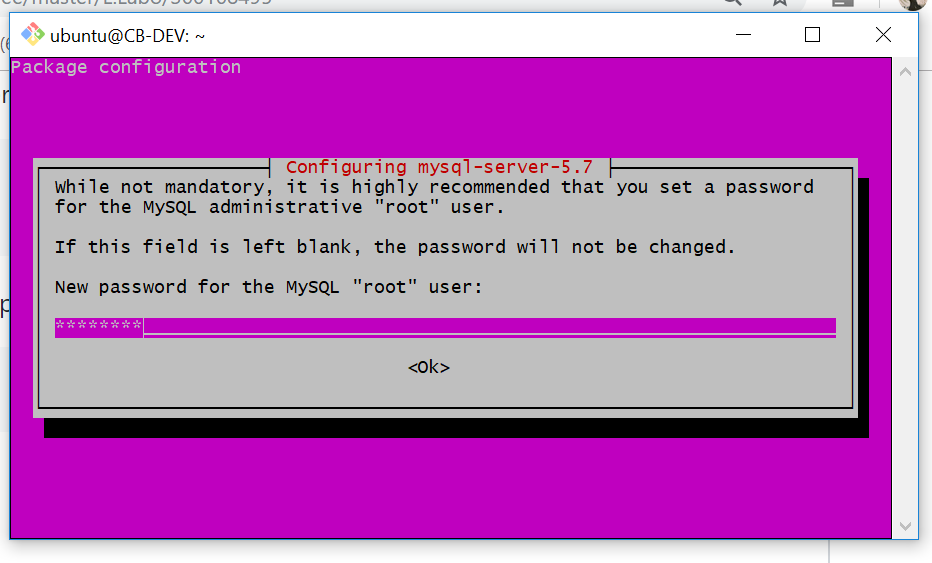 ubuntu@CB-DEV: ~
Package configuration
Configuring mysql-server-5.7
While not mandatory, it is highly recommended that you set a password
for the MySQL administrative "root" user.
If this field is left blank, the password will not be changed.
New password for the MySQL "root" user:
********
<Ok>